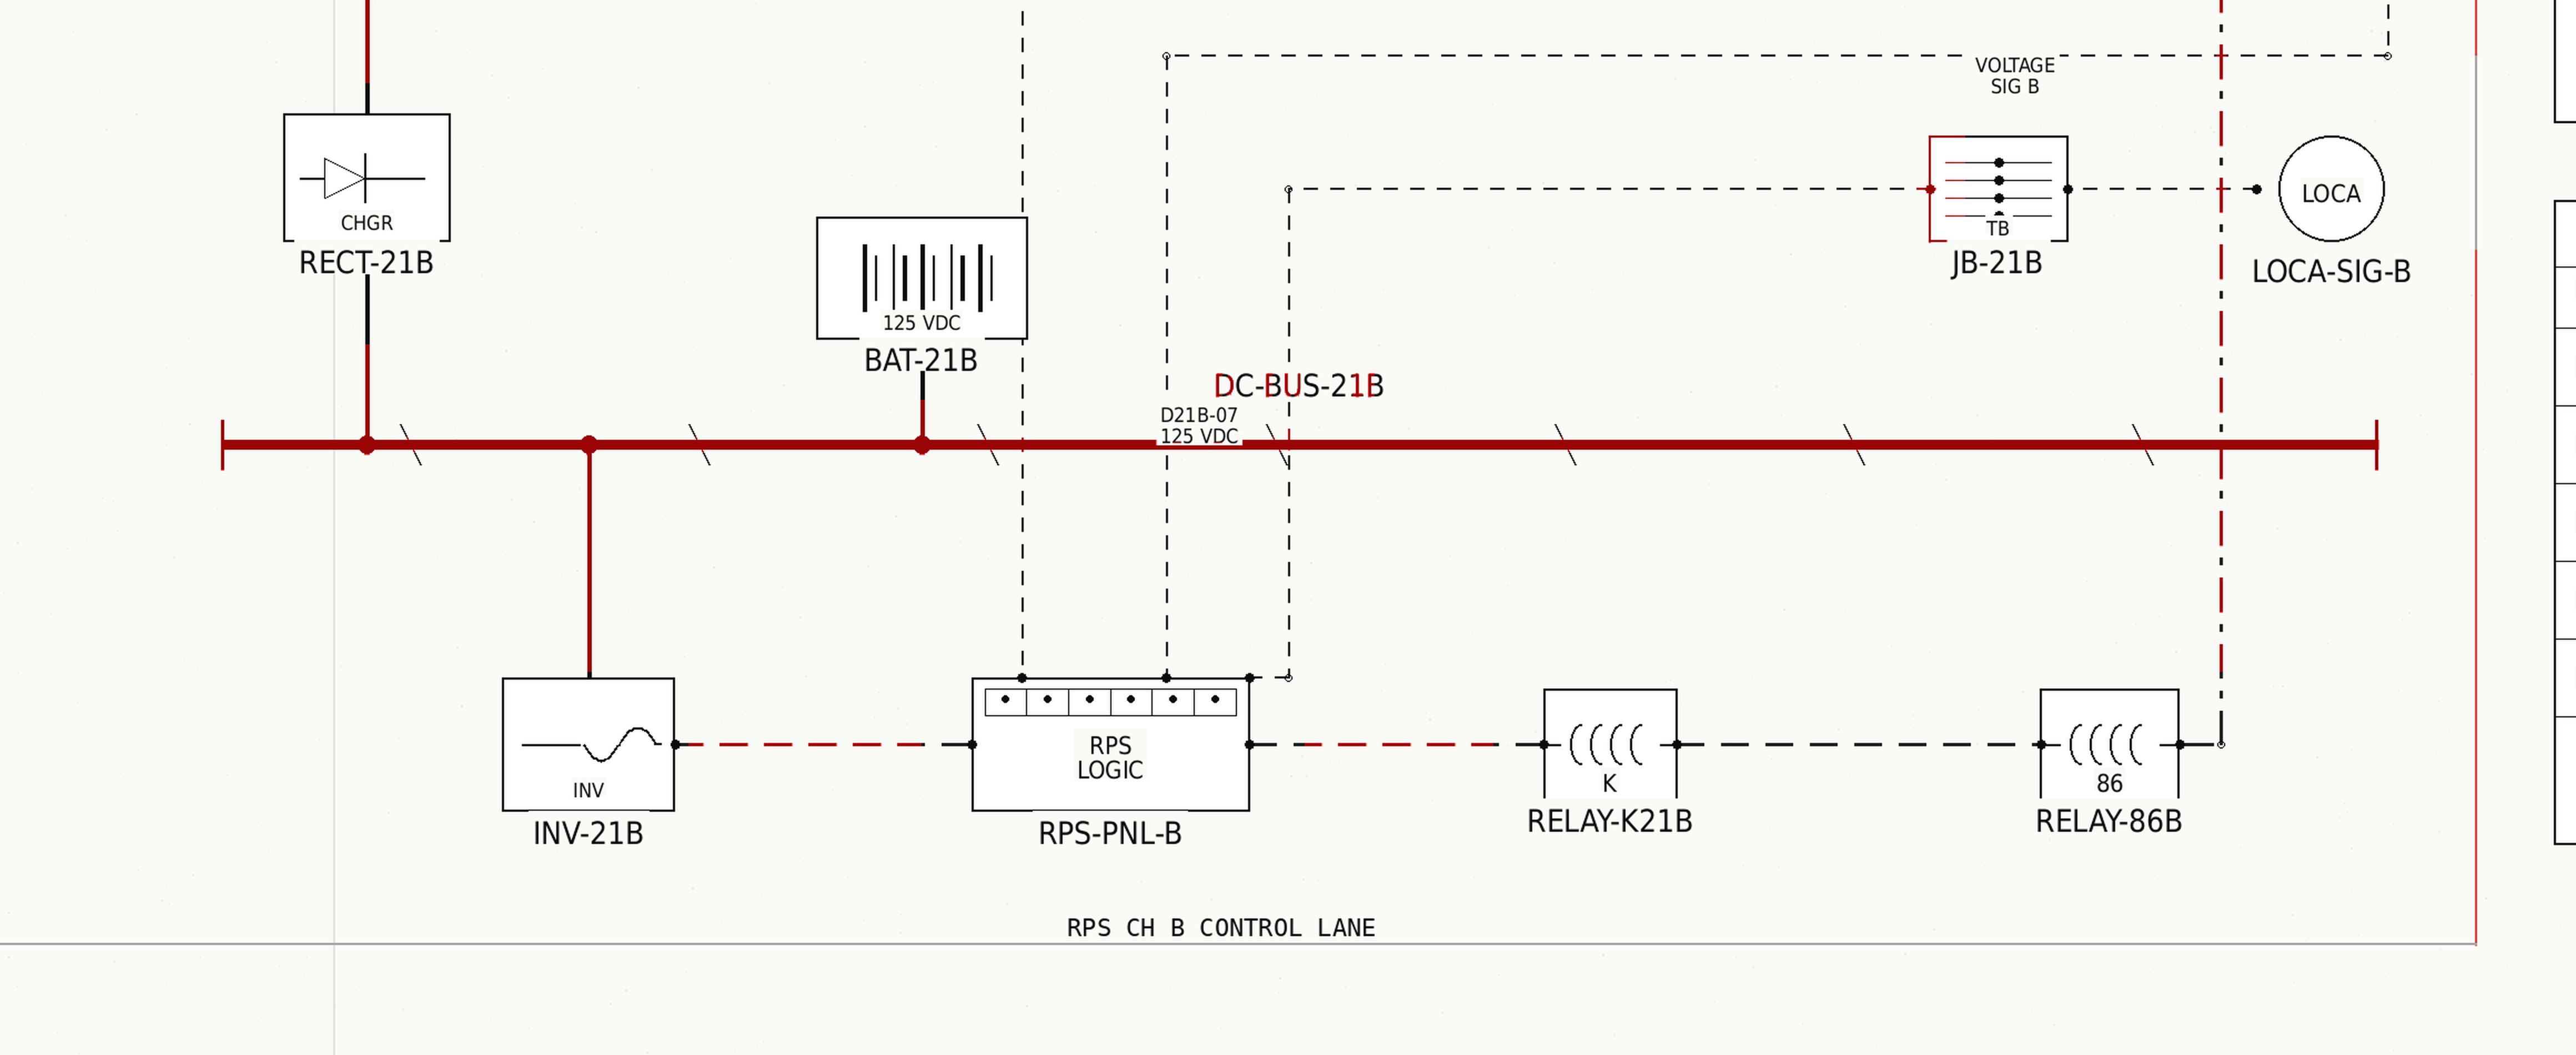 VOLTAGE
SIG B
CHGR
RECT-21B
TB
JB-21B
LOCA
LOCA-SIG-B
125 VDC
BAT-21B
DC-BUS-21B
D21B-07
125 VDC
INV
INV-21B
RPS
LOGIC
RPS-PNL-B
K
RELAY-K21B
86
RELAY-86B
RPS CH B CONTROL LANE